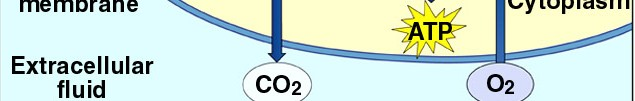 membrane
Cytoplasm
ATP
Extracellular
fluid
CO2
O2